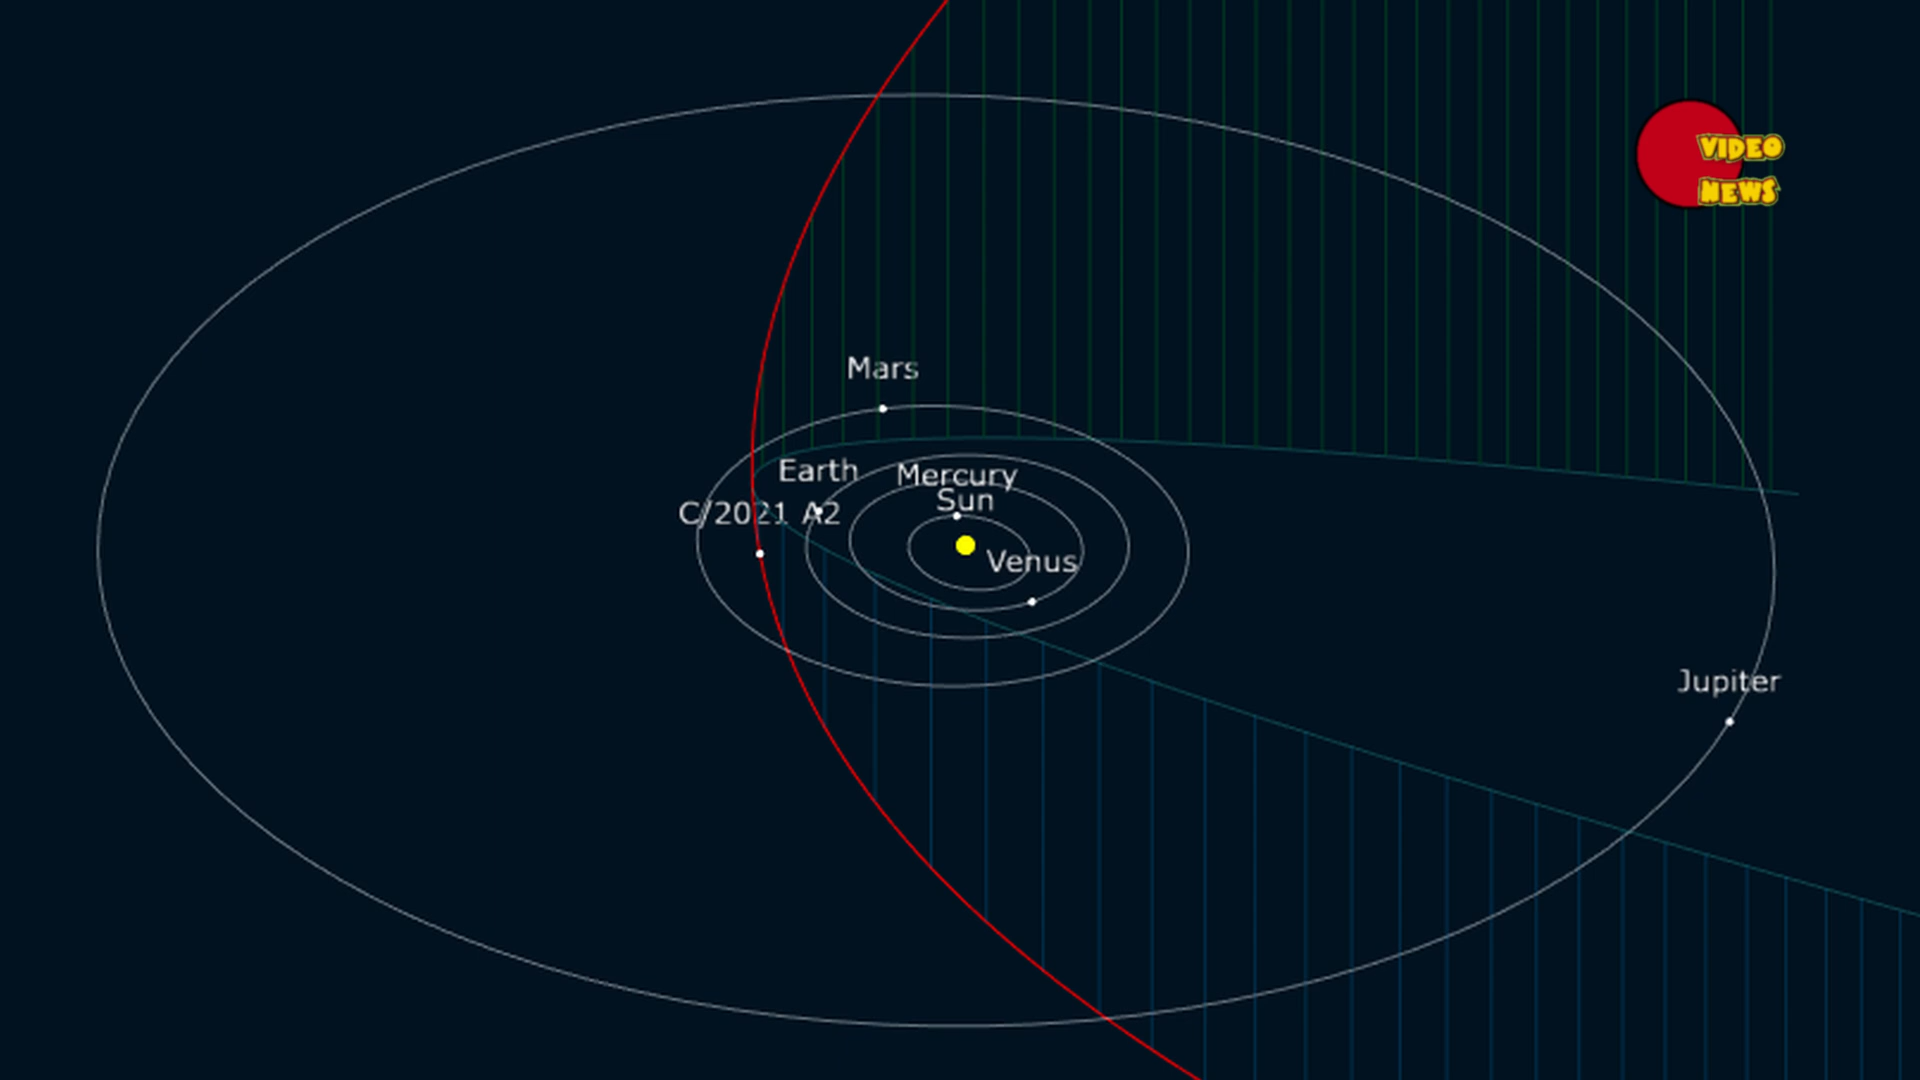 VIDEO
NEWS
Mars
Earth
Mercury
Sun
C/2021 A2
Venus
Jupiter